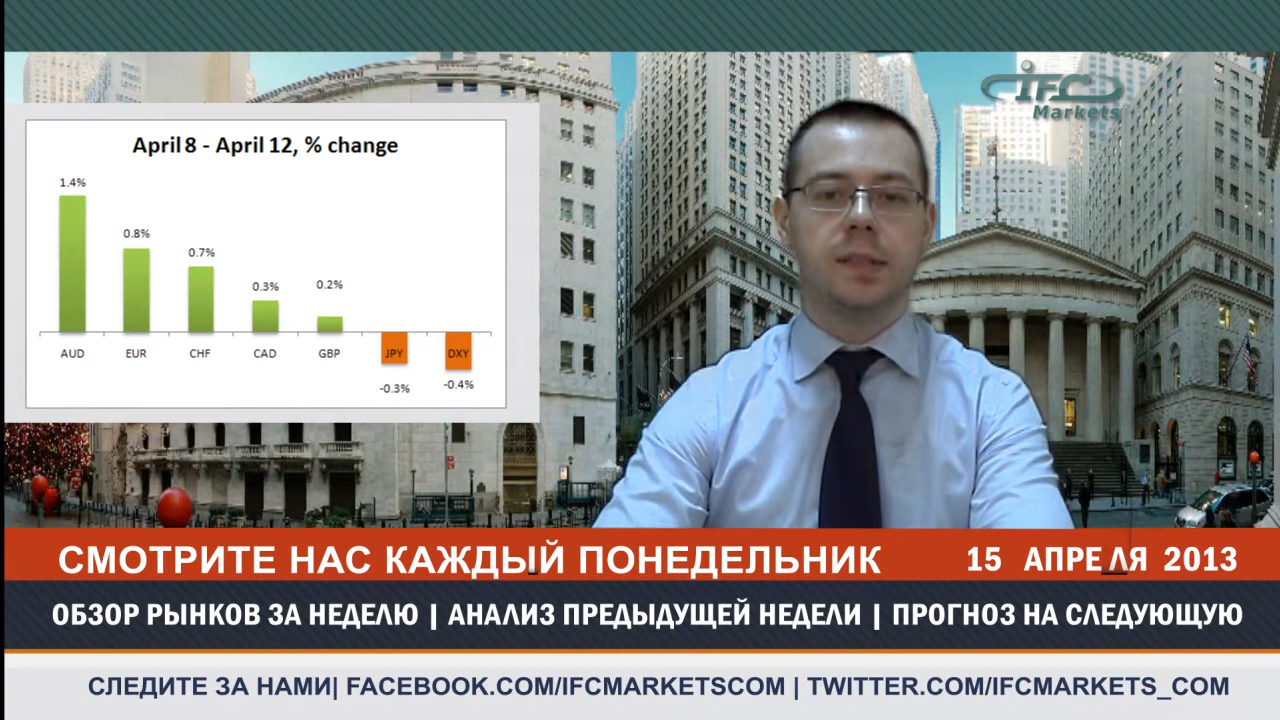 IFC
Markets
April 8 - April 12, % change
1.4%
0.8%
0.7%
0.3%
0.2%
AUD
EUR
CHF
CAD
GBP
JPY
DXY
-0.3%
-0.4%
СМОТРИТЕ НАС КАЖДЫЙ ПОНЕДЕЛЬНИК
15 АПРЕЛЯ 2013
ОБЗОР РЫНКОВ ЗА НЕДЕЛЮ | АНАЛИЗ ПРЕДЫДУЩЕЙ НЕДЕЛИ | ПРОГНОЗ НА СЛЕДУЮЩУЮ
СЛЕДИТЕ ЗА НАМИ| FACEBOOK.COM/IFCMARKETSCOM | TWITTER.COM/IFCMARKETS_COM